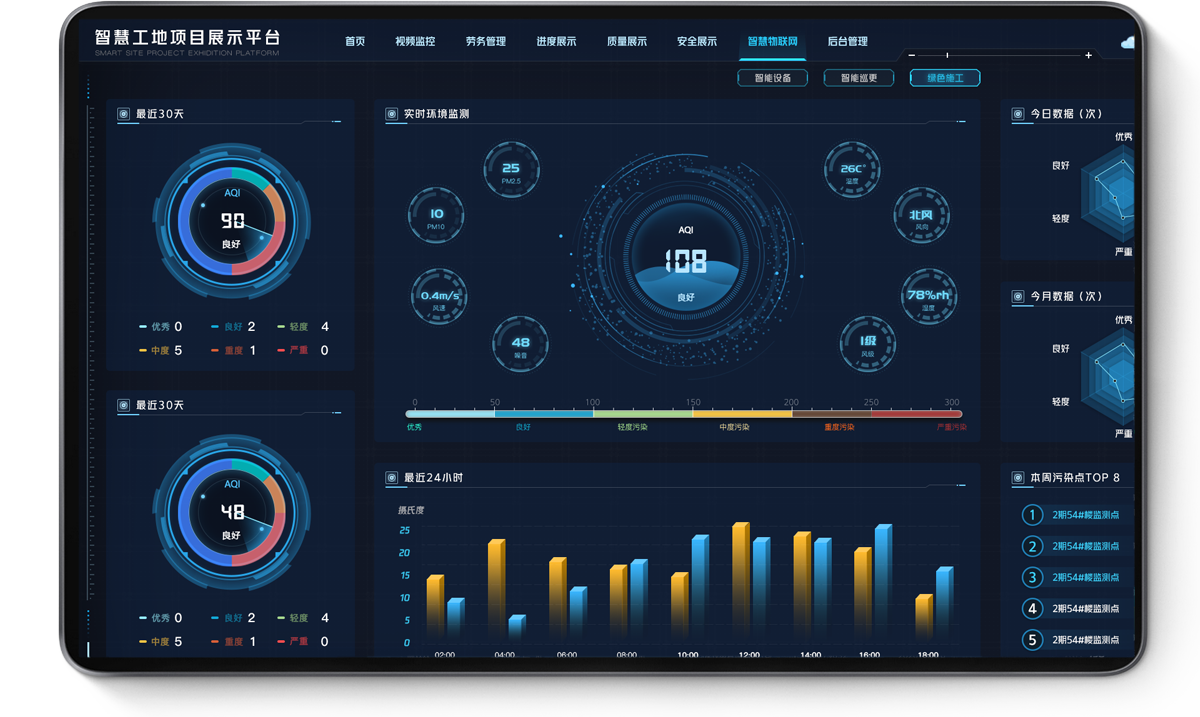 智慧工地项目展示平台
SMART SITE PROJECT EXHIDITION PLATFORM
首页 视频监控 劳务管理 进度展示 质量展示 安全展示 智慧物联网 后台管理
智能设备 智能巡更 绿色施工
最近30天
AQI
90
良好
优秀 0 良好 2 轻度 4
中度 5 重度 1 严重 0
最近30天
AQI
48
良好
优秀 0 良好 2 轻度 4
中度 5 重度 1 严重 0
实时环境监测
25
PM2.5
10
PM10
0.4m/s
风速
48
噪音
AQI
108
良好
26C°
温度
北风
风向
78%rh
湿度
1级
风级
0 50 100 150 200 250 300
优秀 良好 轻度污染 中度污染 重度污染 严重污染
最近24小时
摄氏度
25
20
15
10
5
0
02:00 04:00 06:00 08:00 10:00 12:00 14:00 16:00 18:00
今日数据（次）
优秀
良好
轻度
严重
今月数据（次）
优秀
良好
轻度
严重
本周污染点TOP 8
1 2期54#楼监测点
2 2期54#楼监测点
3 2期54#楼监测点
4 2期54#楼监测点
5 2期54#楼监测点